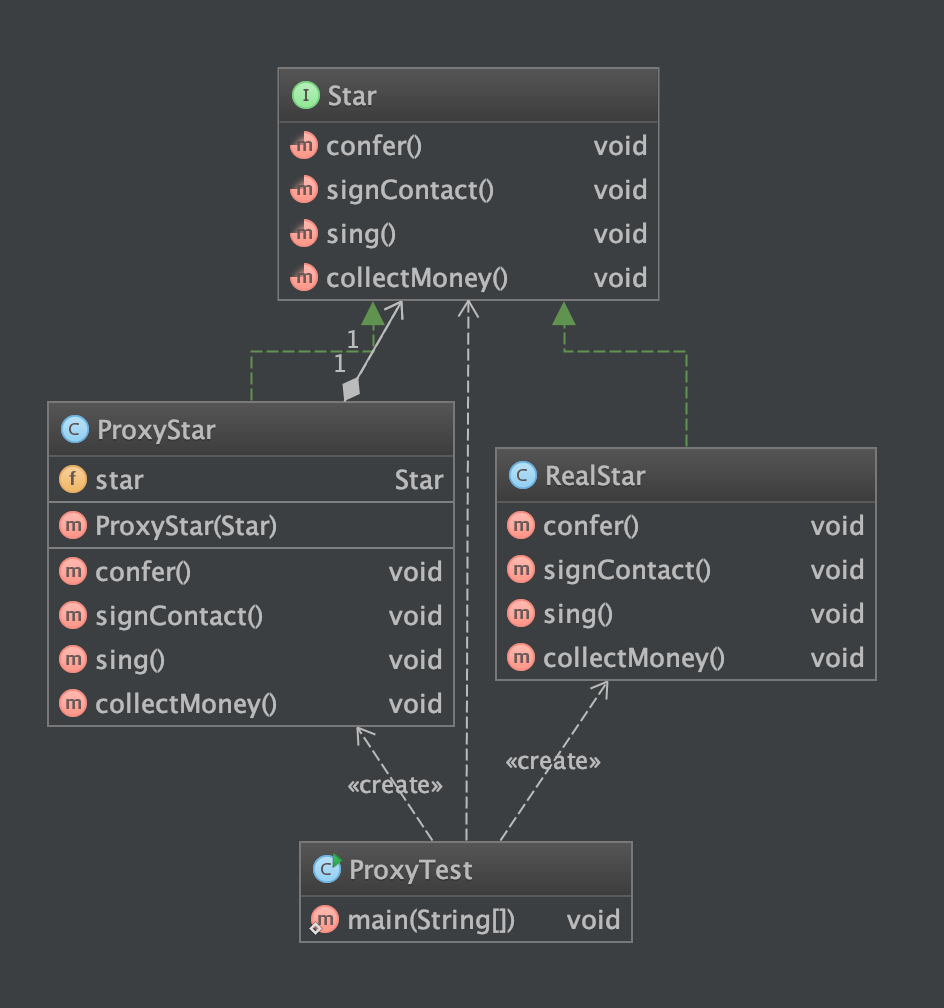 I Star
m confer() void
m signContact() void
m sing() void
m collectMoney() void
1
1
C ProxyStar
f star Star
m ProxyStar(Star)
m confer() void
m signContact() void
m sing() void
m collectMoney() void
C RealStar
m confer() void
m signContact() void
m sing() void
m collectMoney() void
«create»
«create»
C ProxyTest
m main(String[]) void